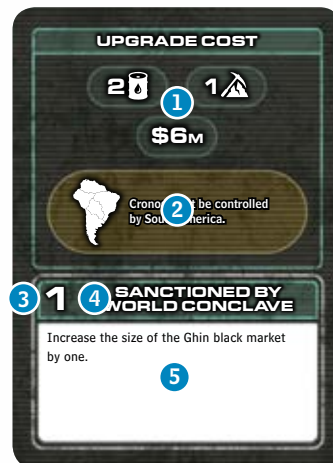 UPGRADE COST
2 1
1
$6M
Crono be controlled
2
by Sou erica.
3 1 4 SANCTIONED BY
WORLD CONCLAVE
Increase the size of the Ghin black market
by one.
5